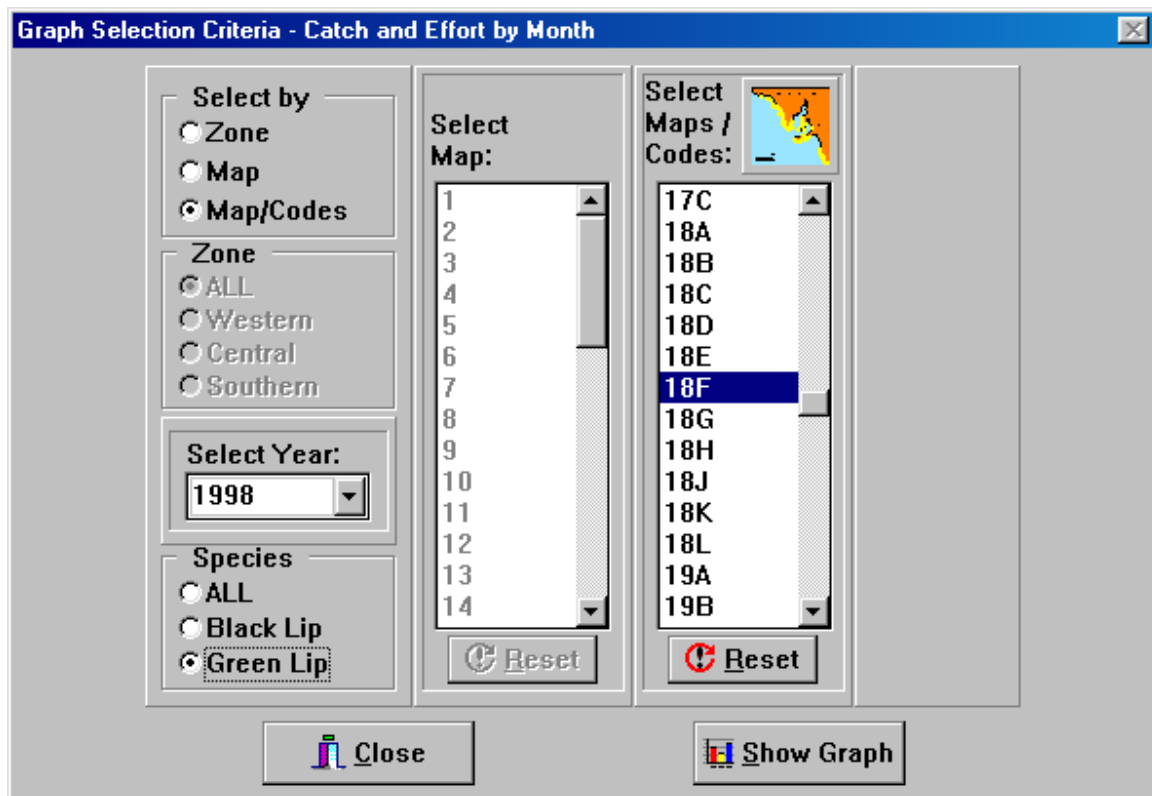 Graph Selection Criteria - Catch and Effort by Month
Select by
Zone
Map
Map/Codes
Zone
ALL
Western
Central
Southern
Select Year:
1998
Species
ALL
Black Lip
Green Lip
Select
Map:
1
2
3
4
5
6
7
8
9
10
11
12
13
14
Reset
Select
Maps /
Codes:
17C
18A
18B
18C
18D
18E
18F
18G
18H
18J
18K
18L
19A
19B
Reset
Close
Show Graph